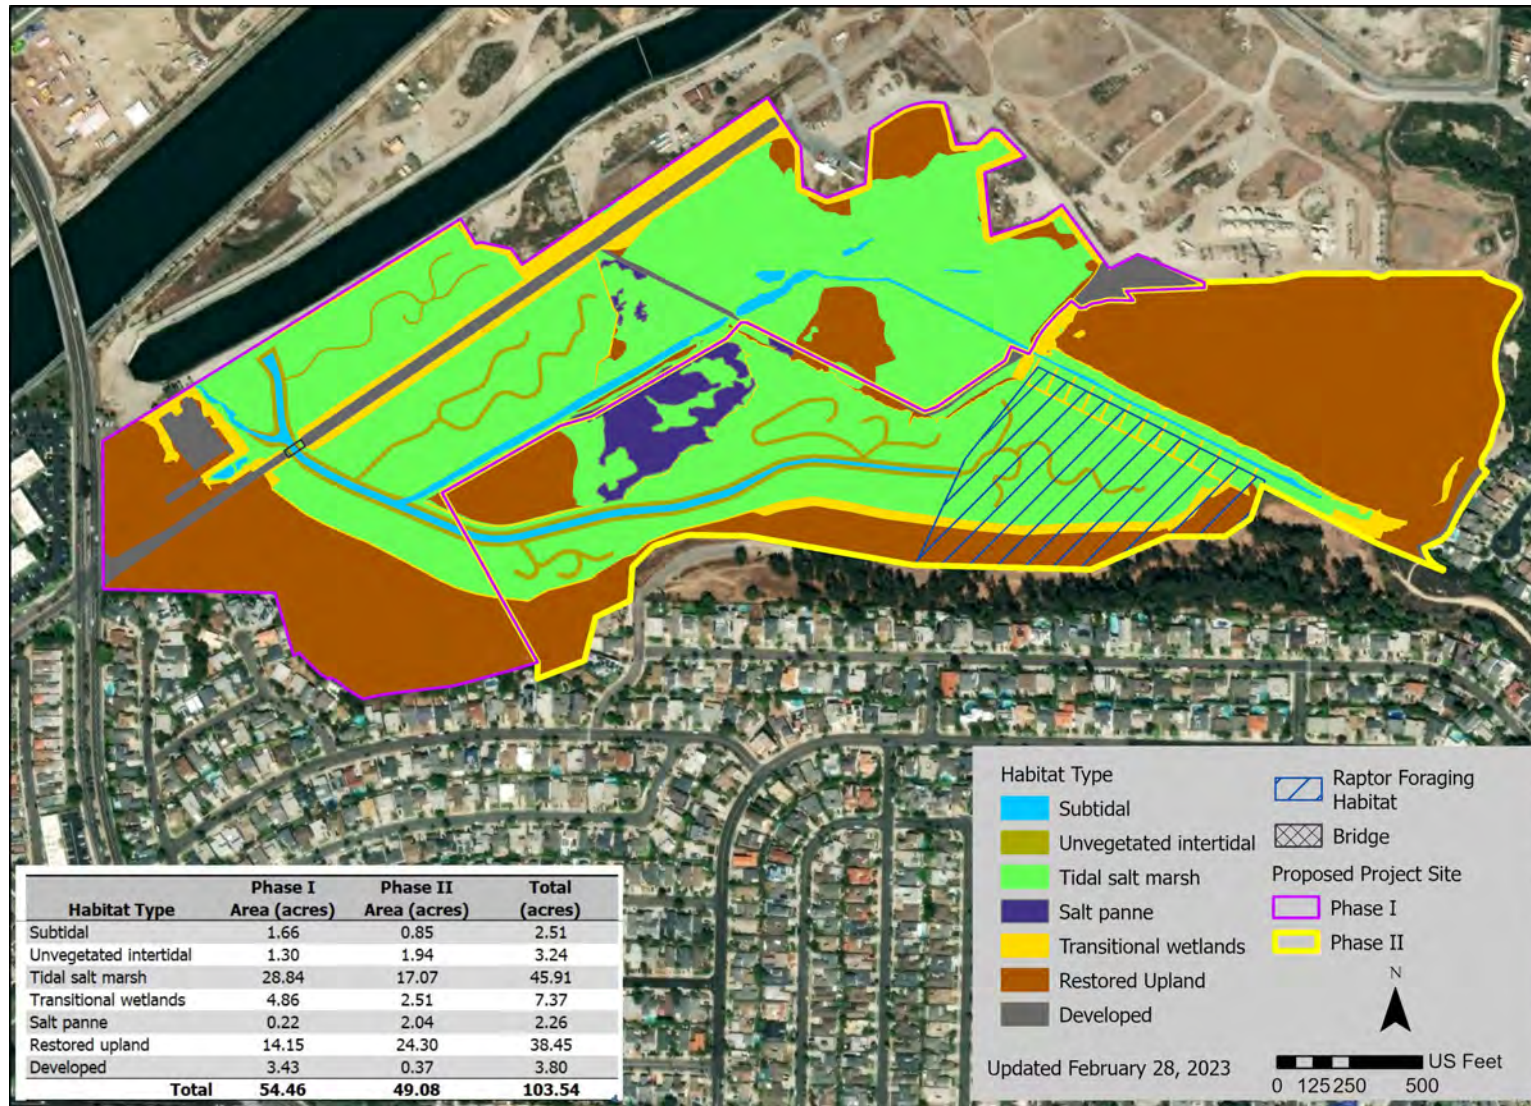 Habitat Type
Subtidal
Unvegetated intertidal
Tidal salt marsh
Salt panne
Transitional wetlands
Restored Upland
Developed
Raptor Foraging
Habitat
Bridge
Proposed Project Site
Phase I
Phase II
N
Updated February 28, 2023
US Feet
0 125 250 500
Phase I Phase II Total
Habitat Type Area (acres) Area (acres) (acres)
Subtidal 1.66 0.85 2.51
Unvegetated intertidal 1.30 1.94 3.24
Tidal salt marsh 28.84 17.07 45.91
Transitional wetlands 4.86 2.51 7.37
Salt panne 0.22 2.04 2.26
Restored upland 14.15 24.30 38.45
Developed 3.43 0.37 3.80
Total 54.46 49.08 103.54